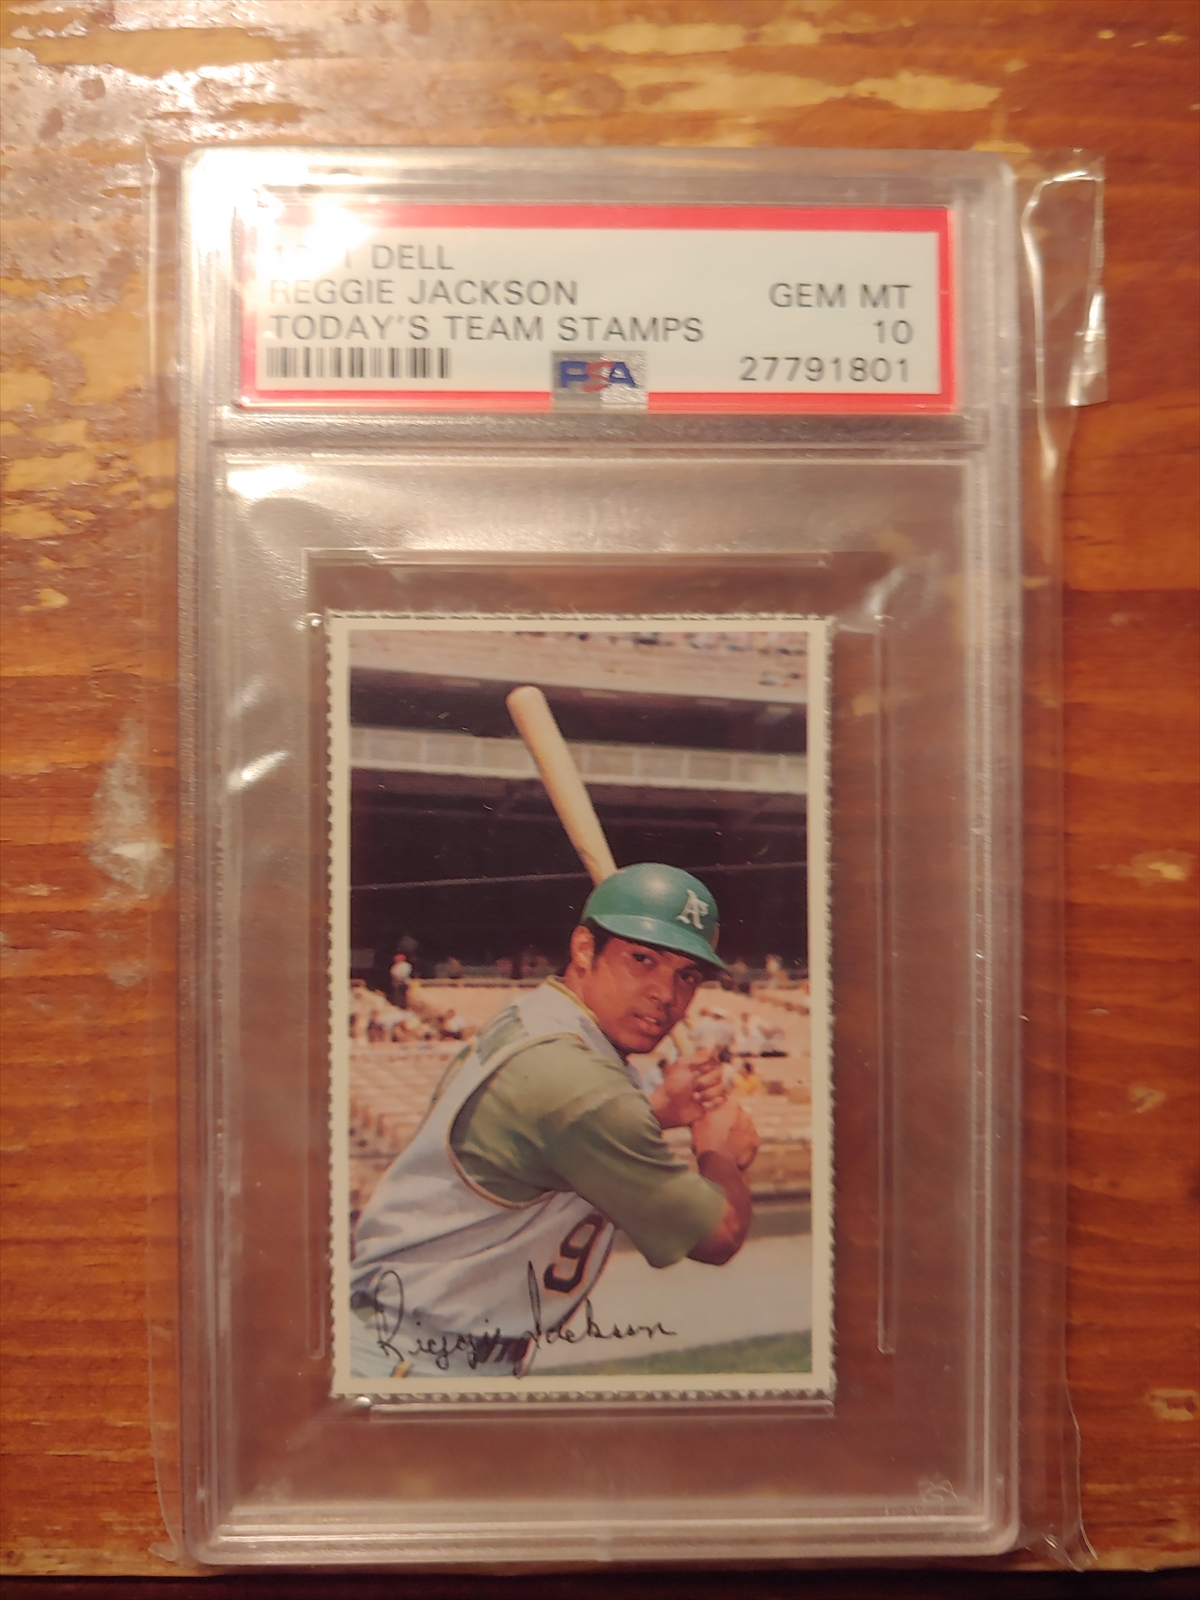 DELL
REGGIE JACKSON
TODAY'S TEAM STAMPS
GEM MT
10
27791801
PSA
A's
9
Reggie Jackson